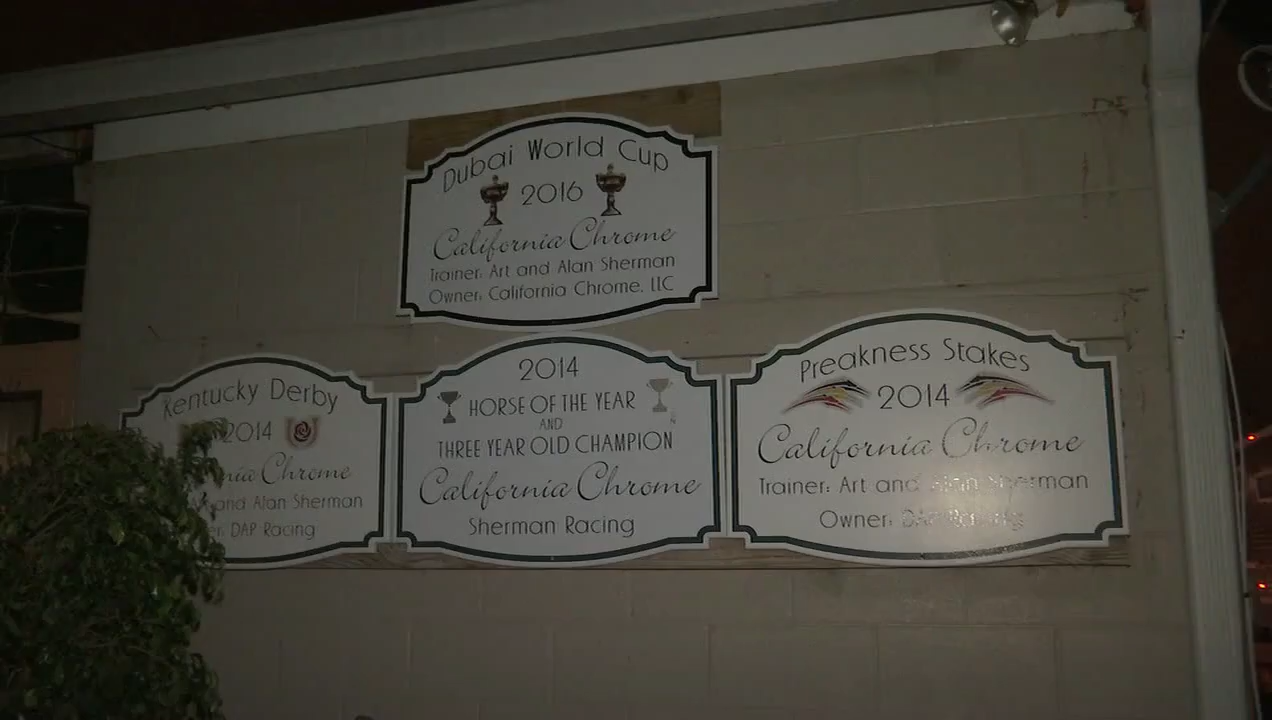 Dubai World Cup
2016
California Chrome
Trainer: Art and Alan Sherman
Owner: California Chrome, LLC
Kentucky Derby
2014
Chrome
and Alan Sherman
DAP Racing
2014
HORSE OF THE YEAR
AND
THREE YEAR OLD CHAMPION
California Chrome
Sherman Racing
Preakness Stakes
2014
California Chrome
Trainer: Art and Alan Sherman
Owner: DAP Racing